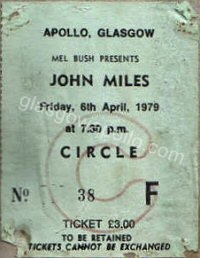 APOLLO, GLASGOW
MEL BUSH PRESENTS
JOHN MILES
Friday, 6th April, 1979
at 7.30 p.m.
CIRCLE
No 38 F
TICKET £3.00
TO BE RETAINED
TICKETS CANNOT BE EXCHANGED